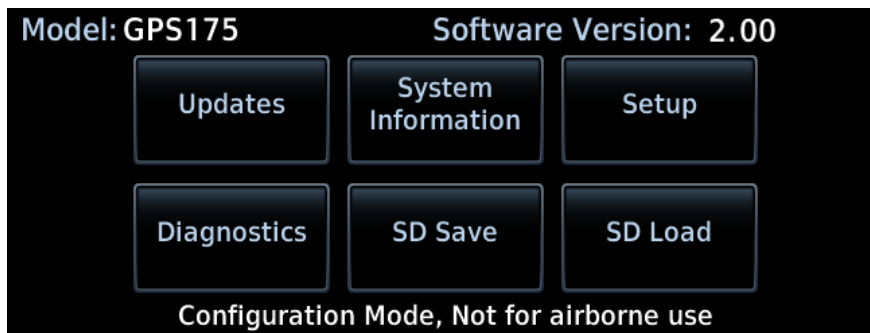 Model: GPS175 Software Version: 2.00
Updates
System
Information
Setup
Diagnostics
SD Save
SD Load
Configuration Mode, Not for airborne use